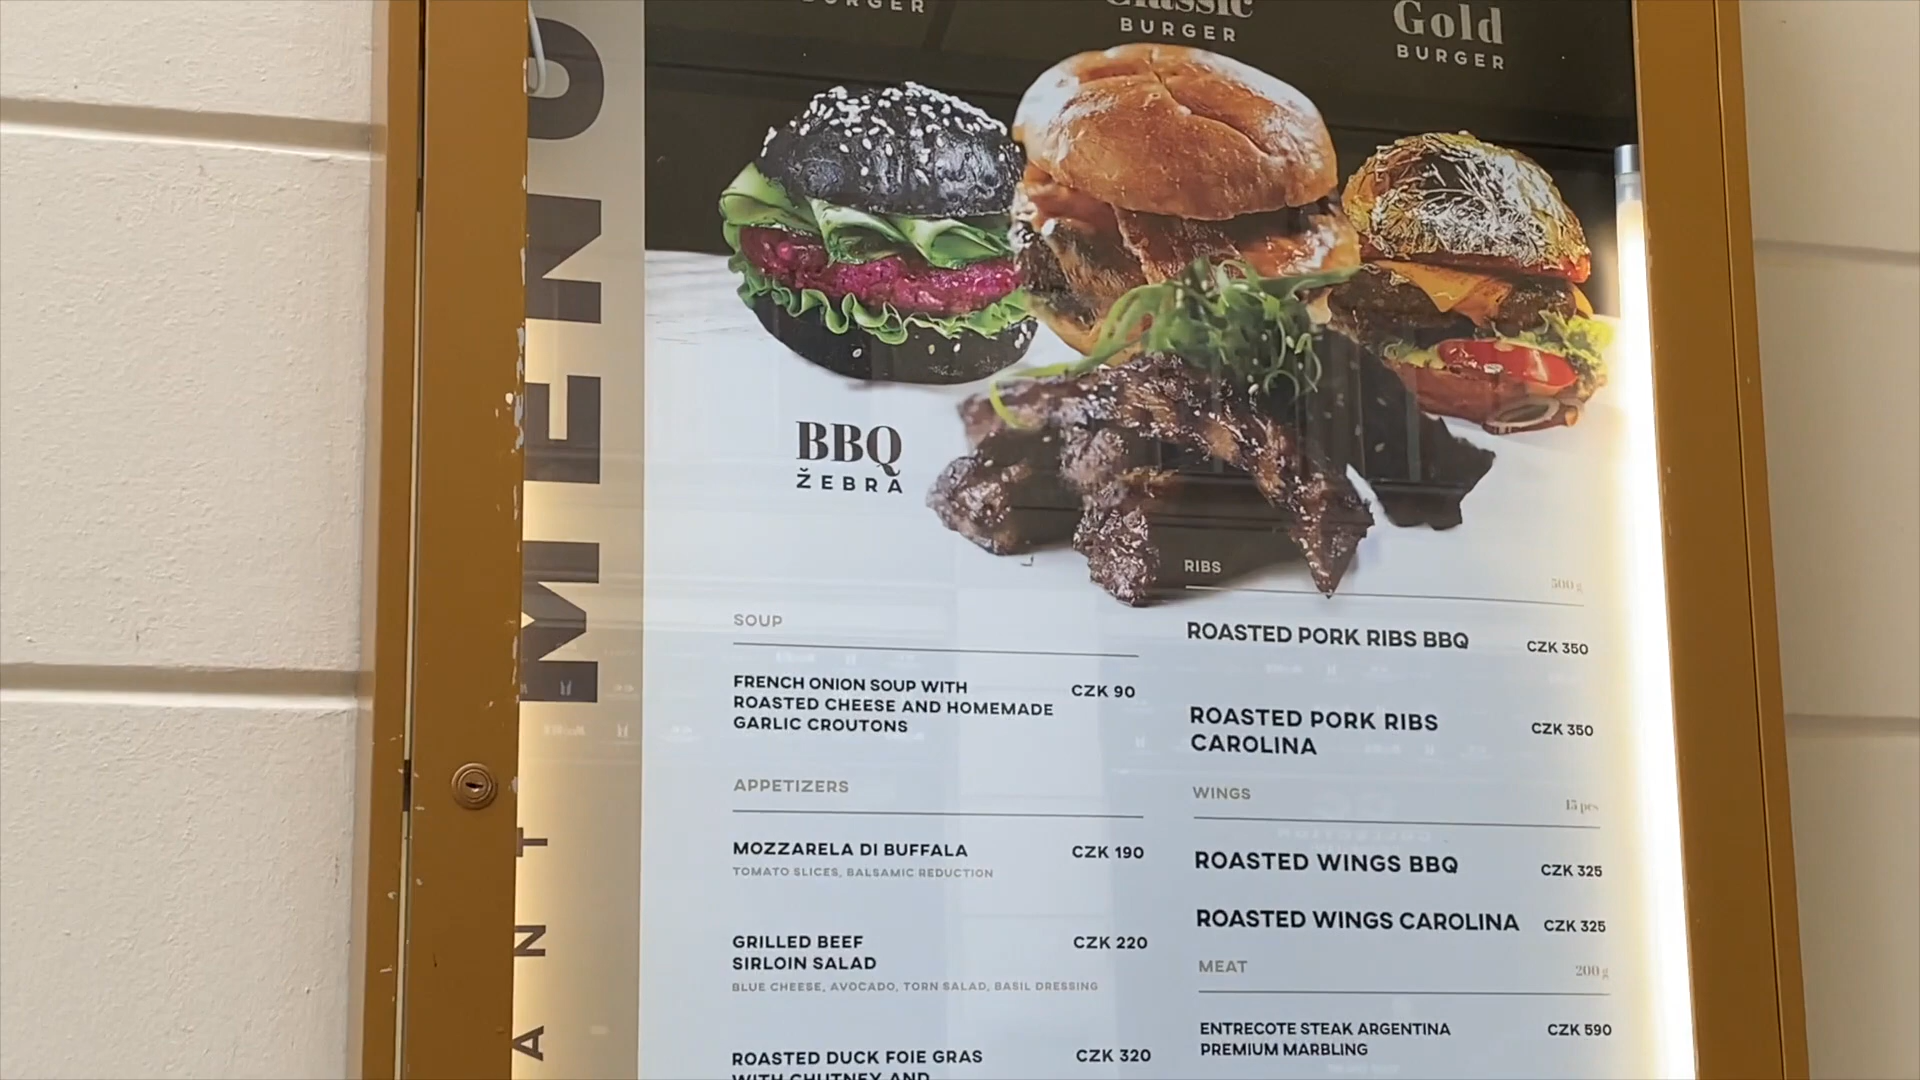 BURGER
Classic
BURGER
Gold
BURGER
MENU
BBQ
ŽEBRA
SOUP
FRENCH ONION SOUP WITH
ROASTED CHEESE AND HOMEMADE
GARLIC CROUTONS
CZK 90
APPETIZERS
MOZZARELA DI BUFFALA
CZK 190
TOMATO SLICES, BALSAMIC REDUCTION
GRILLED BEEF
SIRLOIN SALAD
CZK 220
BLUE CHEESE, AVOCADO, TORN SALAD, BASIL DRESSING
ROASTED DUCK FOIE GRAS
CZK 320
WITH CHUTNEY AND
RIBS
500 g
ROASTED PORK RIBS BBQ
CZK 350
ROASTED PORK RIBS
CAROLINA
CZK 350
WINGS
15 pcs
ROASTED WINGS BBQ
CZK 325
ROASTED WINGS CAROLINA
CZK 325
MEAT
200 g
ENTRECOTE STEAK ARGENTINA
PREMIUM MARBLING
CZK 590
ANT